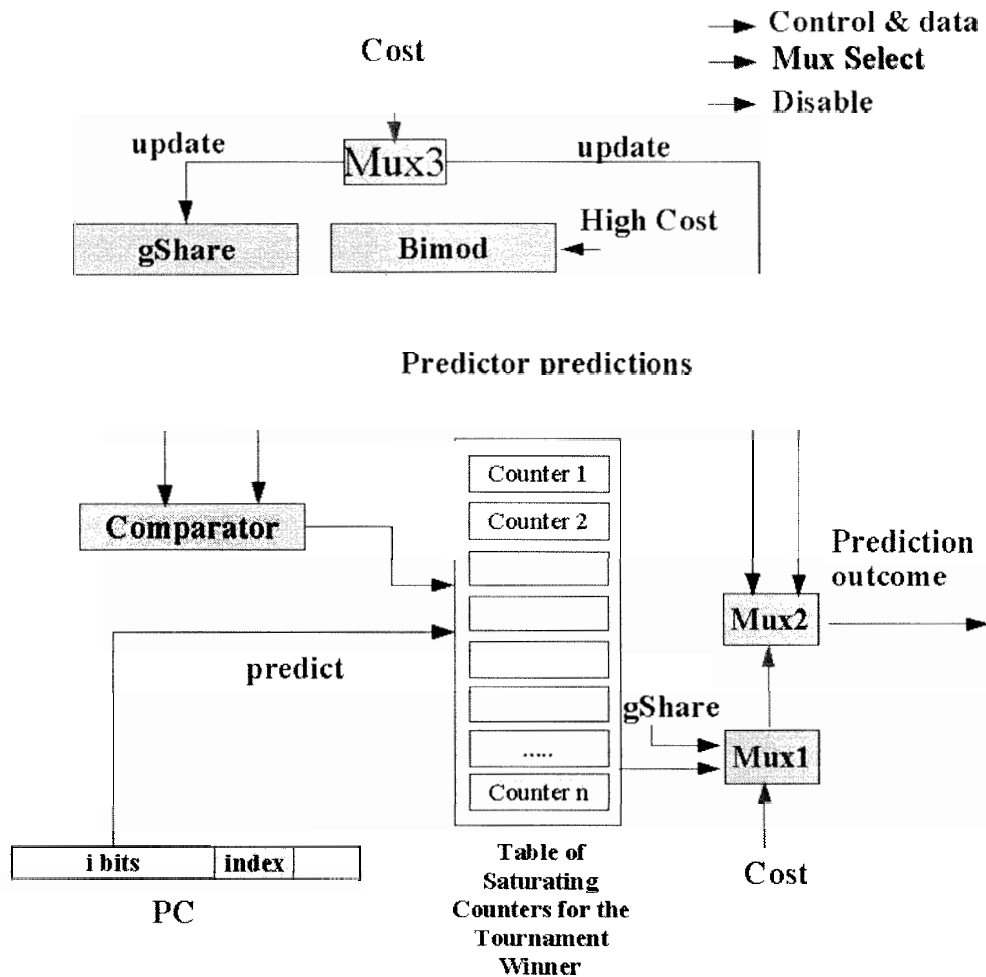 Control & data
Cost
Mux Select
Disable
update
Mux3
update
gShare
Bimod
High Cost
Predictor predictions
Counter 1
Comparator
Counter 2
Prediction
outcome
Mux2
predict
gShare
Mux1
.....
Counter n
i bits
index
PC
Table of
Saturating
Counters for the
Tournament
Winner
Cost